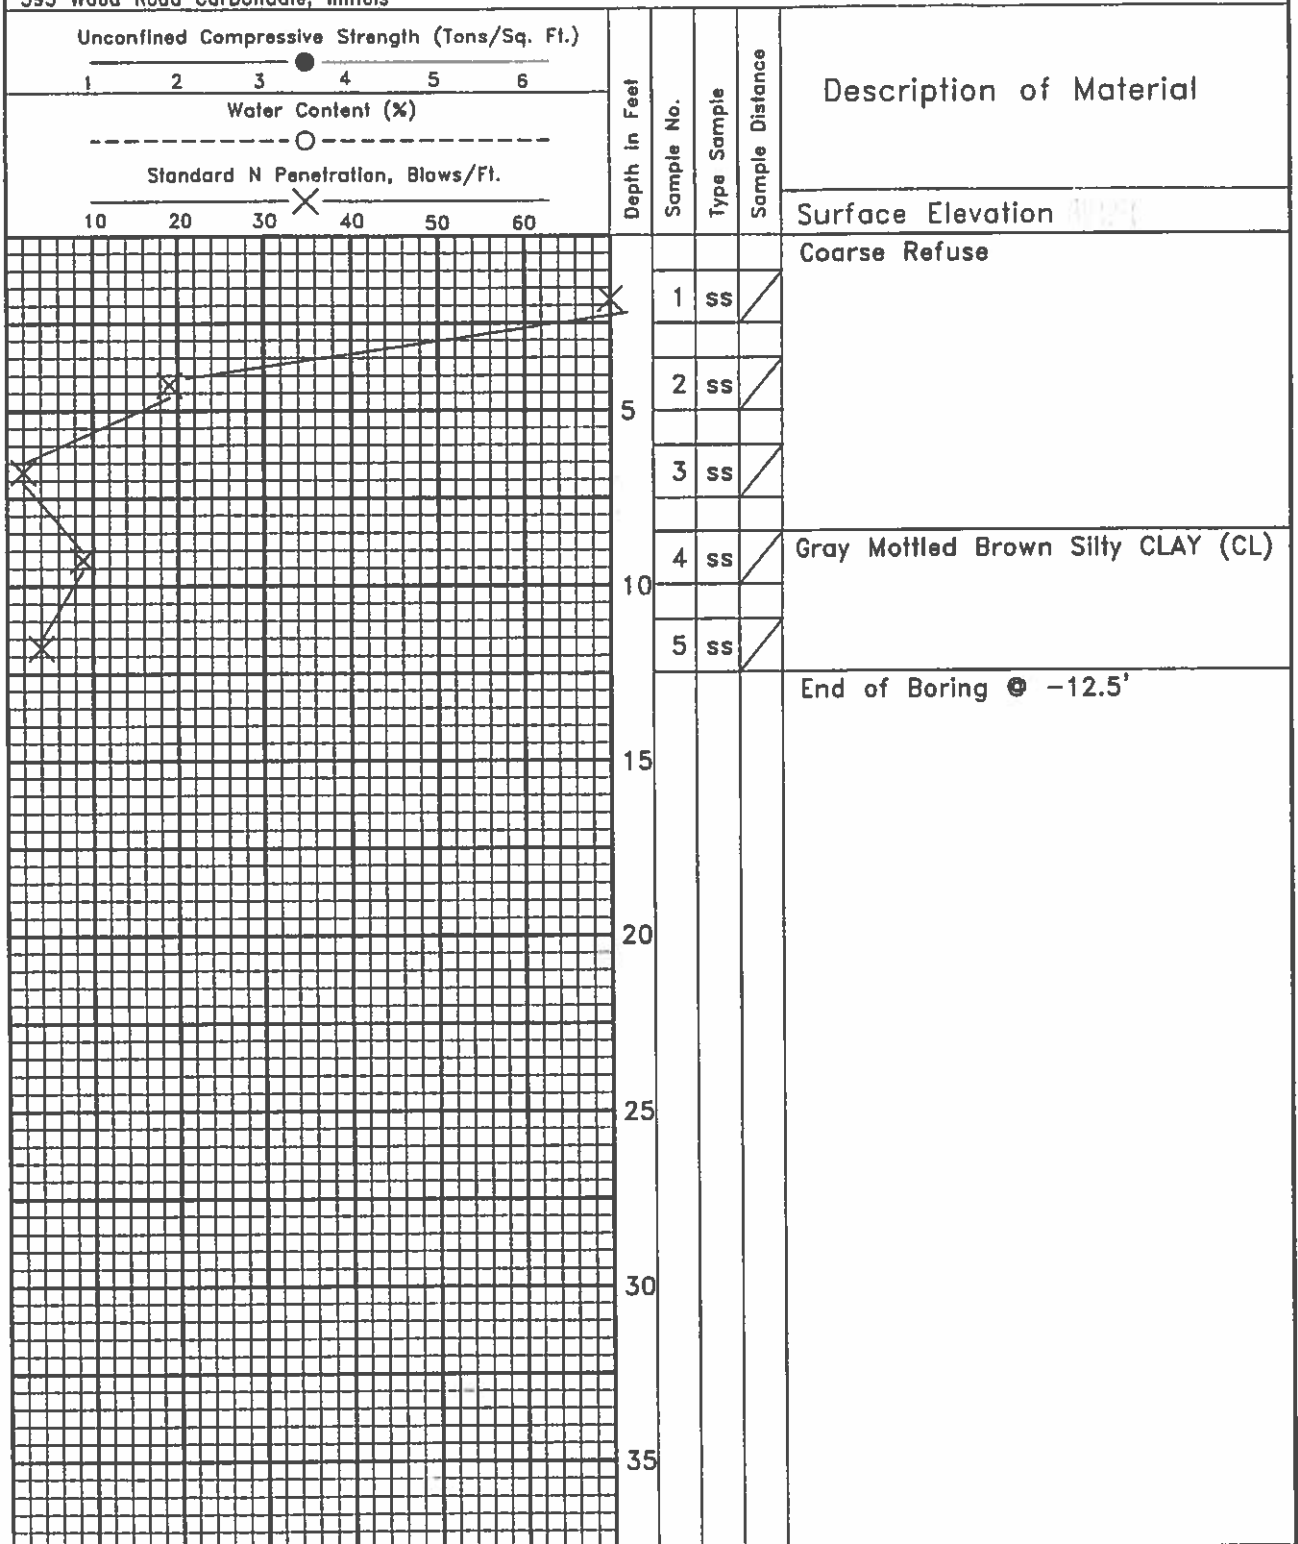 Carbondale, Illinois
Unconfined Compressive Strength (Tons/Sq. Ft.)
1 2 3 4 5 6
Water Content (%)
Standard N Penetration, Blows/Ft.
10 20 30 40 50 60
Depth in Feet
Sample No.
Type Sample
Sample Distance
Description of Material
Surface Elevation
Coarse Refuse
1 ss
2 ss
5
3 ss
4 ss Gray Mottled Brown Silty CLAY (CL)
10
5 ss
End of Boring @ -12.5'
15
20
25
30
35